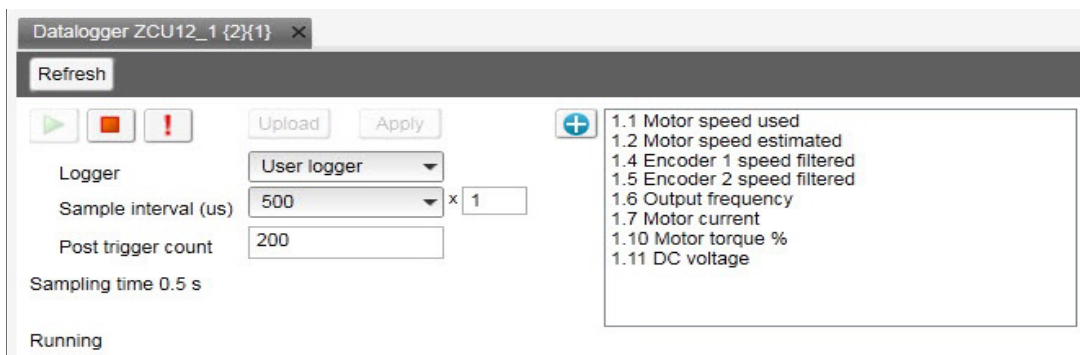 Datalogger ZCU12_1 {2}{1} ×
Refresh
Upload Apply
Logger User logger
Sample interval (us) 500 x 1
Post trigger count 200
Sampling time 0.5 s
Running
1.1 Motor speed used
1.2 Motor speed estimated
1.4 Encoder 1 speed filtered
1.5 Encoder 2 speed filtered
1.6 Output frequency
1.7 Motor current
1.10 Motor torque %
1.11 DC voltage